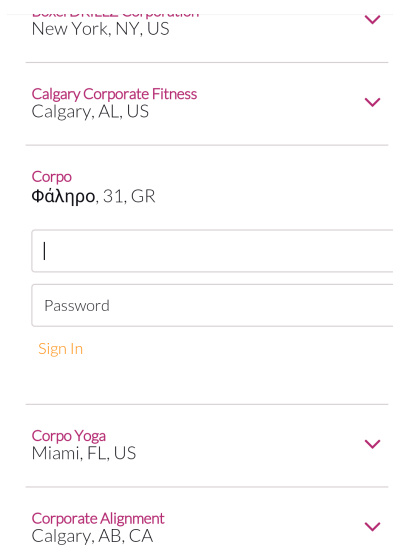 New York, NY, US
Calgary Corporate Fitness
Calgary, AL, US
Corpo
Φάληρο, 31, GR
Password
Sign In
Corpo Yoga
Miami, FL, US
Corporate Alignment
Calgary, AB, CA